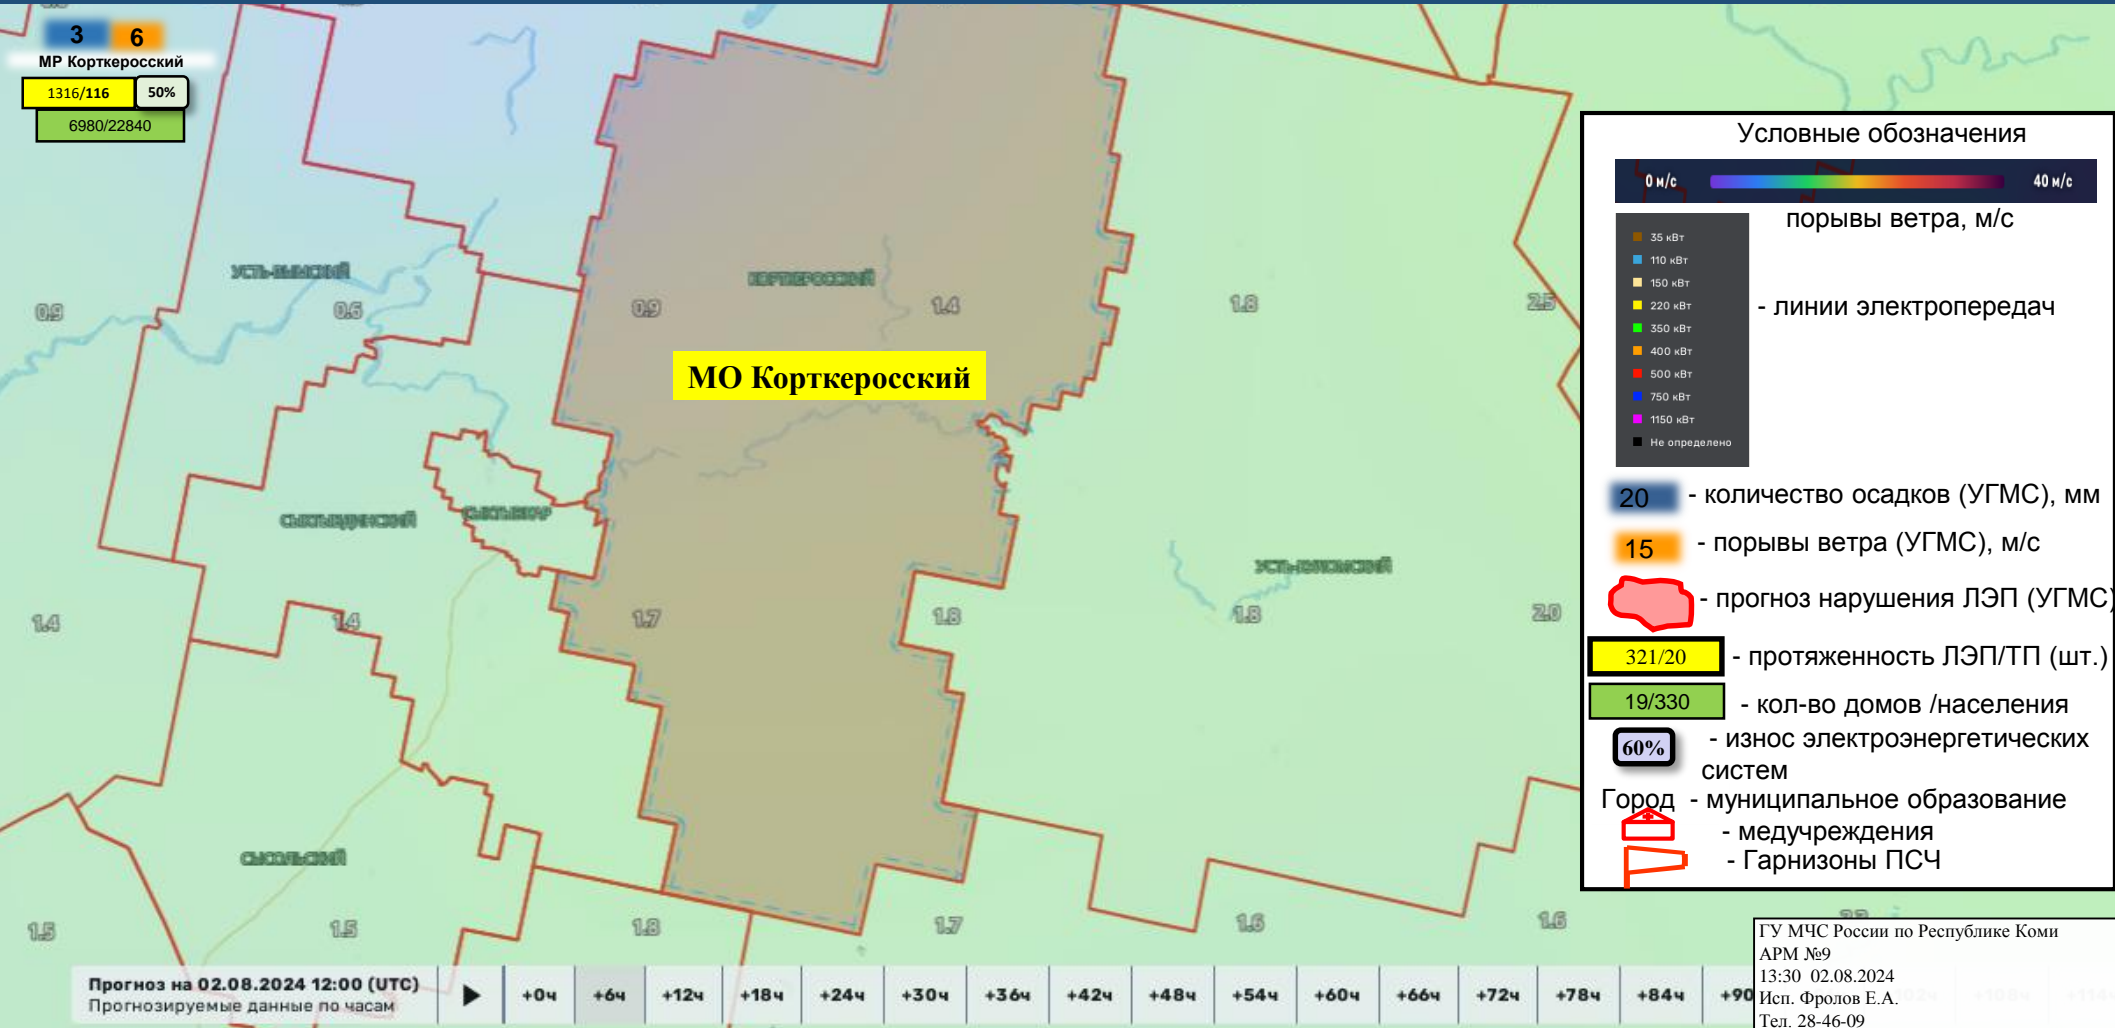 3 6
МР Корткеросский
1316/116 50%
6980/22840
УСТЬ-ВЫМСКИЙ
КОРТКЕРОССКИЙ
0.9 0.6 0.9 1.4 1.8 2.5
МО Корткеросский
СЫКТЫВДИНСКИЙ
СЫКТЫВКАР
УСТЬ-КУЛОМСКИЙ
1.4 1.4 1.7 1.8 1.8 2.0
СЫСОЛЬСКИЙ
1.5 1.5 1.8 1.7 1.6 1.6
Условные обозначения
0 м/с 40 м/с
порывы ветра, м/с
35 кВт
110 кВт
150 кВт
220 кВт
350 кВт
400 кВт
500 кВт
750 кВт
1150 кВт
Не определено
- линии электропередач
20 - количество осадков (УГМС), мм
15 - порывы ветра (УГМС), м/с
- прогноз нарушения ЛЭП (УГМС)
321/20 - протяженность ЛЭП/ТП (шт.)
19/330 - кол-во домов /населения
60% - износ электроэнергетических
систем
Город - муниципальное образование
- медучреждения
- Гарнизоны ПСЧ
Прогноз на 02.08.2024 12:00 (UTC)
Прогнозируемые данные по часам
+0ч +6ч +12ч +18ч +24ч +30ч +36ч +42ч +48ч +54ч +60ч +66ч +72ч +78ч +84ч +90
ГУ МЧС России по Республике Коми
АРМ №9
13:30 02.08.2024
Исп. Фролов Е.А.
Тел. 28-46-09